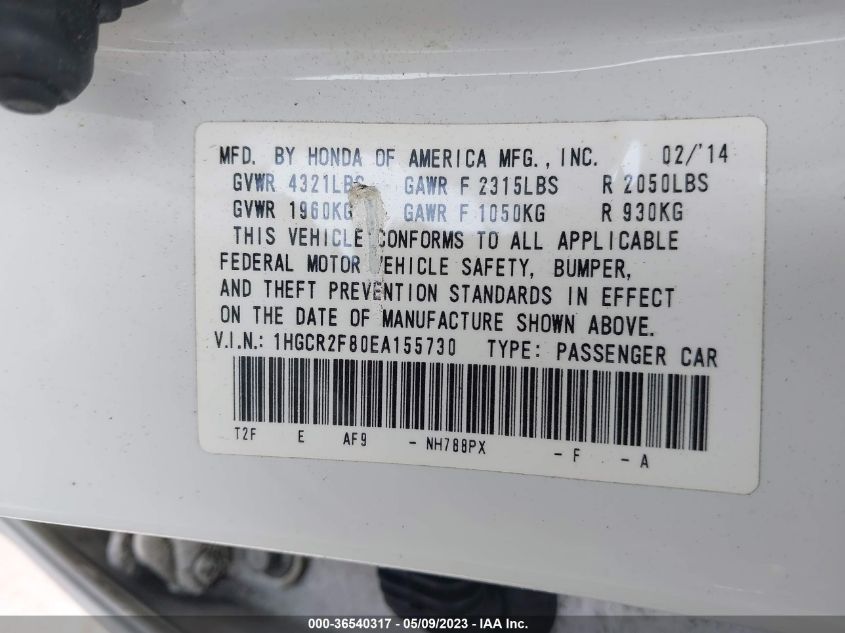 MFD. BY HONDA OF AMERICA MFG., INC. 02/'14
GVWR 4321LBS GAWR F 2315LBS R 2050LBS
GVWR 1960KG GAWR F 1050KG R 930KG
THIS VEHICLE CONFORMS TO ALL APPLICABLE
FEDERAL MOTOR VEHICLE SAFETY, BUMPER,
AND THEFT PREVENTION STANDARDS IN EFFECT
ON THE DATE OF MANUFACTURE SHOWN ABOVE.
V.I.N.: 1HGCR2F80EA155730 TYPE: PASSENGER CAR
T2F E AF9 - NH788PX - F - A
000-36540317 - 05/09/2023 - IAA Inc.